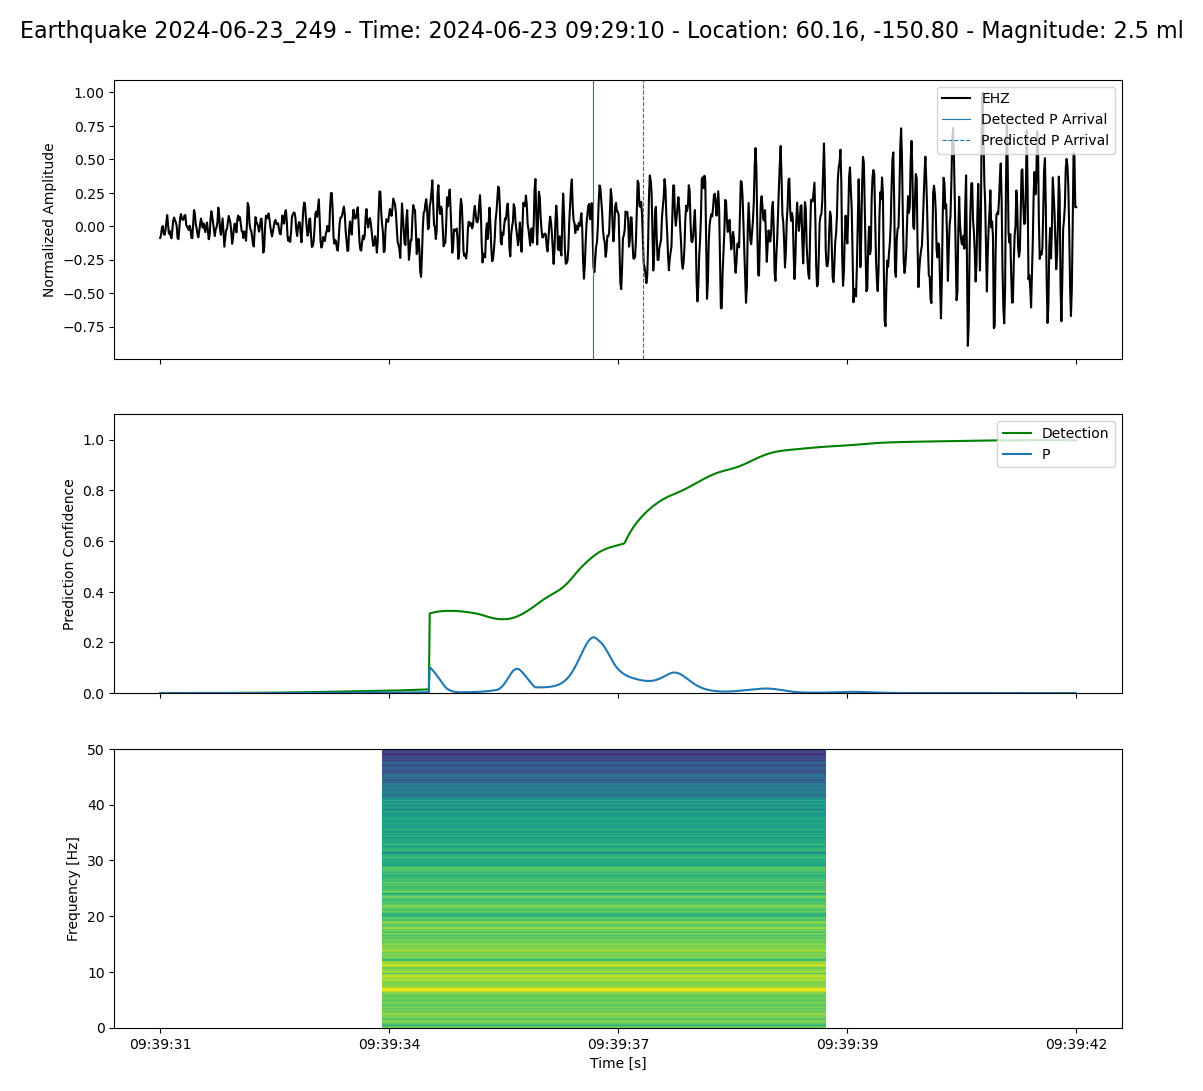 Earthquake 2024-06-23_249 - Time: 2024-06-23 09:29:10 - Location: 60.16, -150.80 - Magnitude: 2.5 ml
Normalized Amplitude
1.00
0.75
0.50
0.25
0.00
−0.25
−0.50
−0.75
EHZ
Detected P Arrival
Predicted P Arrival
Prediction Confidence
1.0
0.8
0.6
0.4
0.2
0.0
Detection
P
Frequency [Hz]
50
40
30
20
10
0
09:39:31 09:39:34 09:39:37 09:39:39 09:39:42
Time [s]